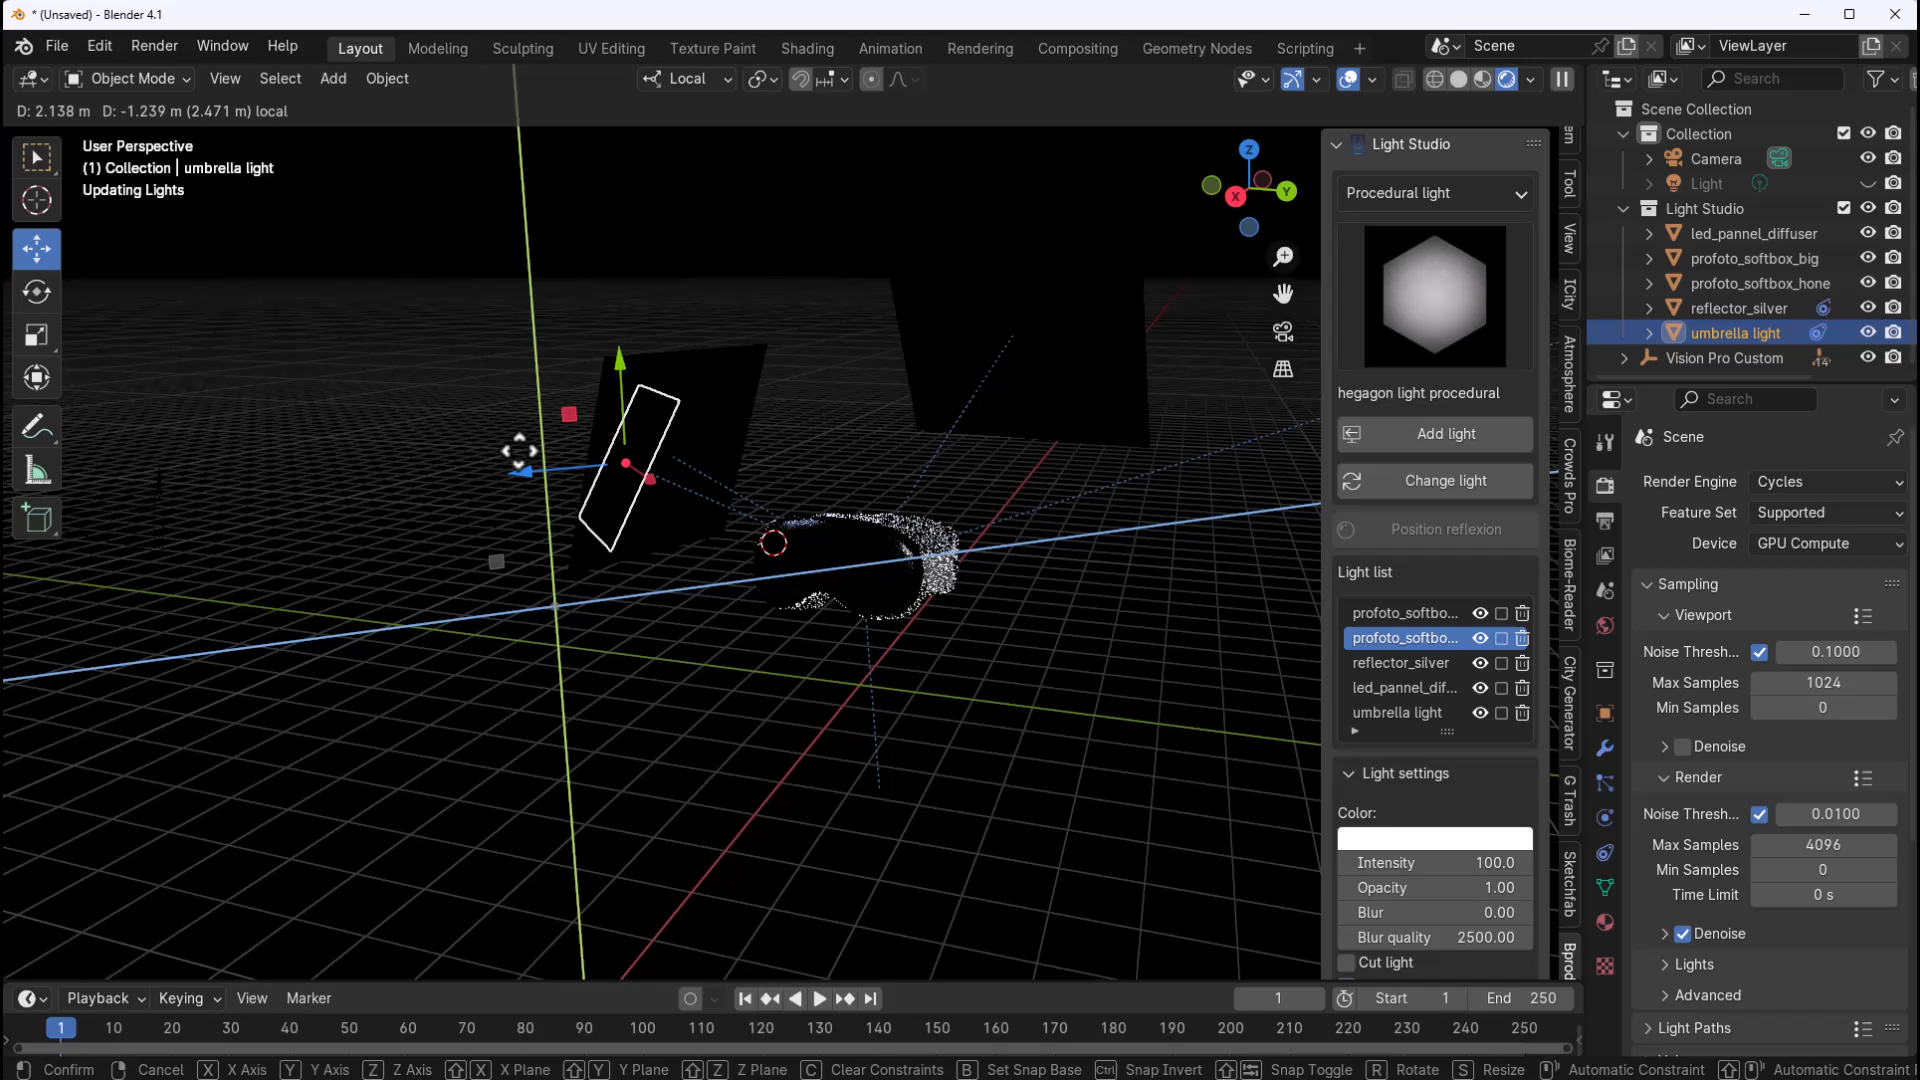 * (Unsaved) - Blender 4.1
File Edit Render Window Help Layout Modeling Sculpting UV Editing Texture Paint Shading Animation Rendering Compositing Geometry Nodes Scripting + Scene ViewLayer
Object Mode View Select Add Object Local Search
D: 2.138 m D: -1.239 m (2.471 m) local
User Perspective
(1) Collection | umbrella light
Updating Lights
Z
Y
X
Light Studio
Procedural light
hegagon light procedural
Add light
Change light
Position reflexion
Light list
profoto_softbo...
profoto_softbo...
reflector_silver
led_pannel_dif...
umbrella light
Light settings
Color:
Intensity 100.0
Opacity 1.00
Blur 0.00
Blur quality 2500.00
Cut light
Tool
View
ICity
Atmosphere
Crowds Pro
Biome-Reader
City Generator
G Trash
Sketchfab
Bprod
Scene Collection
Collection
Camera
Light
Light Studio
led_pannel_diffuser
profoto_softbox_big
profoto_softbox_hone
reflector_silver
umbrella light
Vision Pro Custom 14
Search
Scene
Render Engine Cycles
Feature Set Supported
Device GPU Compute
Sampling
Viewport
Noise Thresh... 0.1000
Max Samples 1024
Min Samples 0
Denoise
Render
Noise Thresh... 0.0100
Max Samples 4096
Min Samples 0
Time Limit 0 s
Denoise
Lights
Advanced
Light Paths
Playback Keying View Marker 1 Start 1 End 250
1 10 20 30 40 50 60 70 80 90 100 110 120 130 140 150 160 170 180 190 200 210 220 230 240 250
Confirm Cancel X X Axis Y Y Axis Z Z Axis X X Plane Y Y Plane Z Z Plane C Clear Constraints B Set Snap Base Ctrl Snap Invert Snap Toggle R Rotate S Resize Automatic Constraint Automatic Constraint